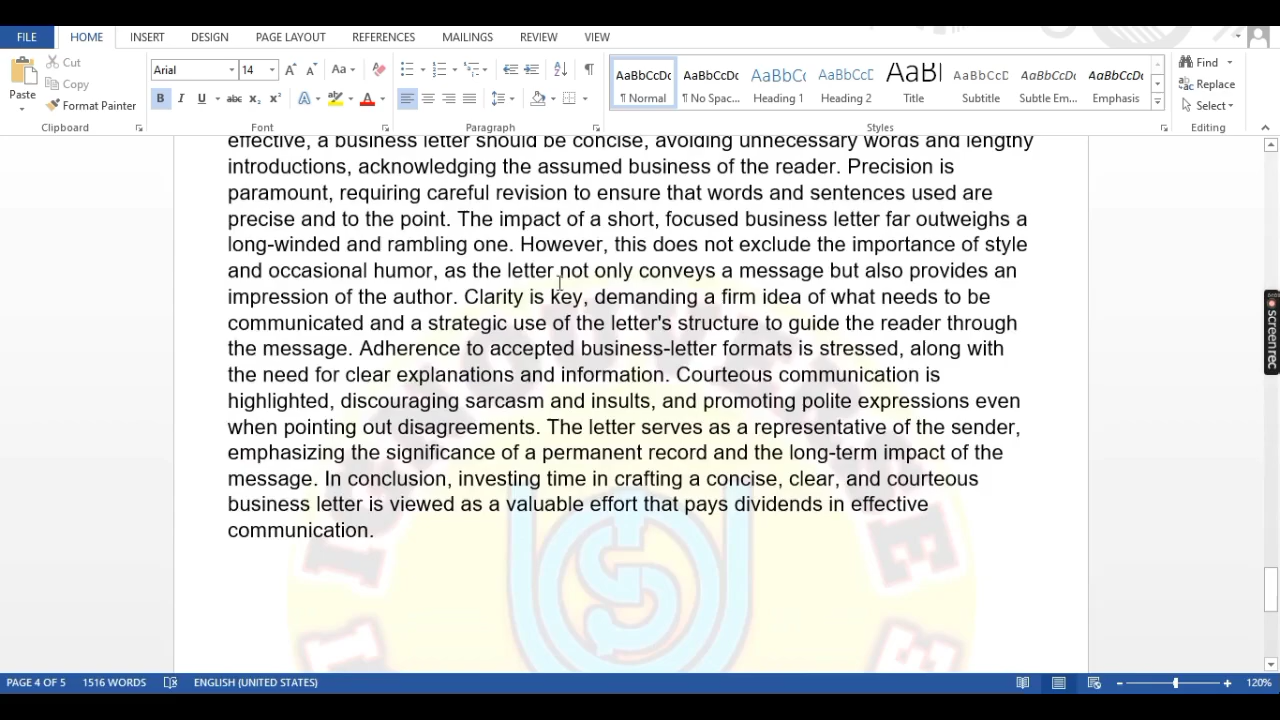 FILE HOME INSERT DESIGN PAGE LAYOUT REFERENCES MAILINGS REVIEW VIEW
Paste
Cut
Copy
Format Painter
Clipboard
Arial 14
Font
Paragraph
AaBbCcDc AaBbCcDc AaBbCc AaBbCc AaBl AaBbCcD AaBbCcDc AaBbCcDc
¶ Normal ¶ No Spac... Heading 1 Heading 2 Title Subtitle Subtle Em... Emphasis
Styles
Find
Replace
Select
Editing
effective, a business letter should be concise, avoiding unnecessary words and lengthy
introductions, acknowledging the assumed business of the reader. Precision is
paramount, requiring careful revision to ensure that words and sentences used are
precise and to the point. The impact of a short, focused business letter far outweighs a
long-winded and rambling one. However, this does not exclude the importance of style
and occasional humor, as the letter not only conveys a message but also provides an
impression of the author. Clarity is key, demanding a firm idea of what needs to be
communicated and a strategic use of the letter's structure to guide the reader through
the message. Adherence to accepted business-letter formats is stressed, along with
the need for clear explanations and information. Courteous communication is
highlighted, discouraging sarcasm and insults, and promoting polite expressions even
when pointing out disagreements. The letter serves as a representative of the sender,
emphasizing the significance of a permanent record and the long-term impact of the
message. In conclusion, investing time in crafting a concise, clear, and courteous
business letter is viewed as a valuable effort that pays dividends in effective
communication.
screenrec
PAGE 4 OF 5 1516 WORDS ENGLISH (UNITED STATES) 120%